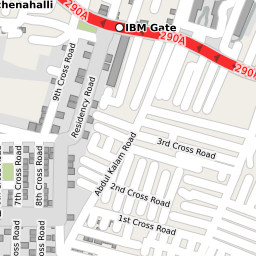 henahalli
290A
IBM Gate
290A
290A
9th Cross Road
Residency Road
3rd Cross Road
Abdul Kalam Road
7th Cross Road
8th Cross Road
2nd Cross Road
1st Cross Road